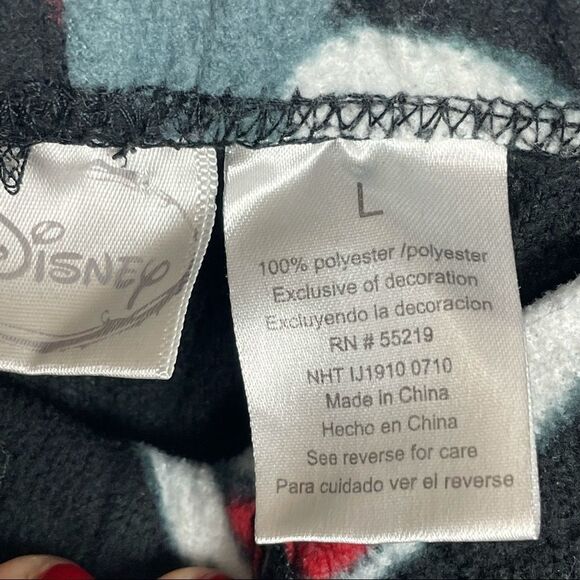 Disney
L
100% polyester /polyester
Exclusive of decoration
Excluyendo la decoracion
RN # 55219
NHT IJ1910 0710
Made in China
Hecho en China
See reverse for care
Para cuidado ver el reverse